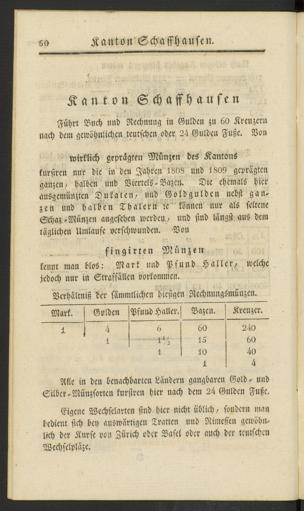 50 Kanton Schaffhausen.
Kanton Schaffhausen
Führt Buch und Rechnung in Gulden zu 60 Kreuzern
nach dem gewöhnlichen teutschen oder 24 Gulden Fuße. Von
wirklich geprägten Münzen des Kantons
kursiren nur die in den Jahren 1808 und 1809 geprägten
ganzen, halben und Viertels-Bazen. Die ehemals hier
ausgemünzten Dukaten, und Goldgulden nebst gan-
zen und halben Thalern ic können nur als seltene
Schaz-Münzen angesehen werden, und sind längst aus dem
täglichen Umlaufe verschwunden. Von
fingirten Münzen
kennt man blos: Mark und Pfund Haller, welche
jedoch nur in Straffällen vorkommen.
Verhältniß der sämmtlichen hiesigen Rechnungsmünzen.
Mark. Gulden Pfund Haller. Bazen. Kreuzer.
1 4 6 60 240
1 1½ 15 60
1 10 40
1 4
Alle in den benachbarten Ländern gangbaren Gold- und
Silber-Münzsorten kursiren hier nach dem 24 Gulden Fuße.
Eigene Wechselarten sind hier nicht üblich, sondern man
bedient sich bey auswärtigen Tratten und Rimessen gewöhn-
lich der Kurse von Zürich oder Basel oder auch der teutschen
Wechselpläze.